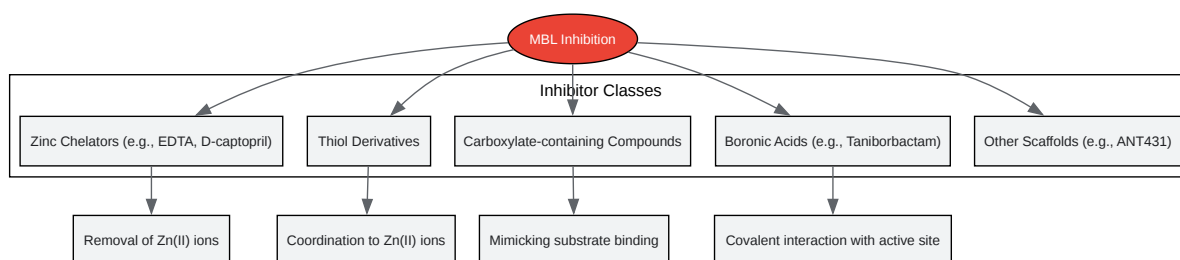 MBL Inhibition
Inhibitor Classes
Zinc Chelators (e.g., EDTA, D-captopril)
Thiol Derivatives
Carboxylate-containing Compounds
Boronic Acids (e.g., Taniborbactam)
Other Scaffolds (e.g., ANT431)
Removal of Zn(II) ions
Coordination to Zn(II) ions
Mimicking substrate binding
Covalent interaction with active site